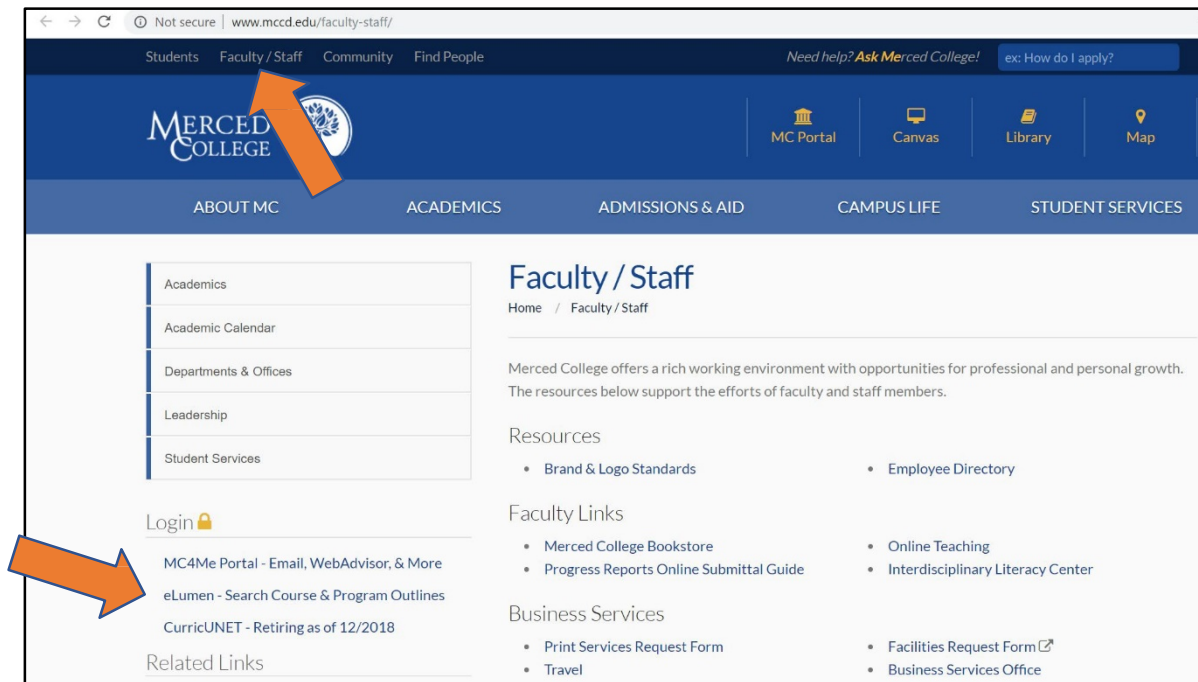 Not secure | www.mccd.edu/faculty-staff/
Students Faculty / Staff Community Find People Need help? Ask Merced College! ex: How do I apply?
MERCED
COLLEGE
MC Portal Canvas Library Map
ABOUT MC ACADEMICS ADMISSIONS & AID CAMPUS LIFE STUDENT SERVICES
Academics
Academic Calendar
Departments & Offices
Leadership
Student Services
Login
MC4Me Portal - Email, WebAdvisor, & More
eLumen - Search Course & Program Outlines
CurricUNET - Retiring as of 12/2018
Related Links
Faculty / Staff
Home / Faculty / Staff
Merced College offers a rich working environment with opportunities for professional and personal growth.
The resources below support the efforts of faculty and staff members.
Resources
• Brand & Logo Standards • Employee Directory
Faculty Links
• Merced College Bookstore • Online Teaching
• Progress Reports Online Submittal Guide • Interdisciplinary Literacy Center
Business Services
• Print Services Request Form • Facilities Request Form
• Travel • Business Services Office